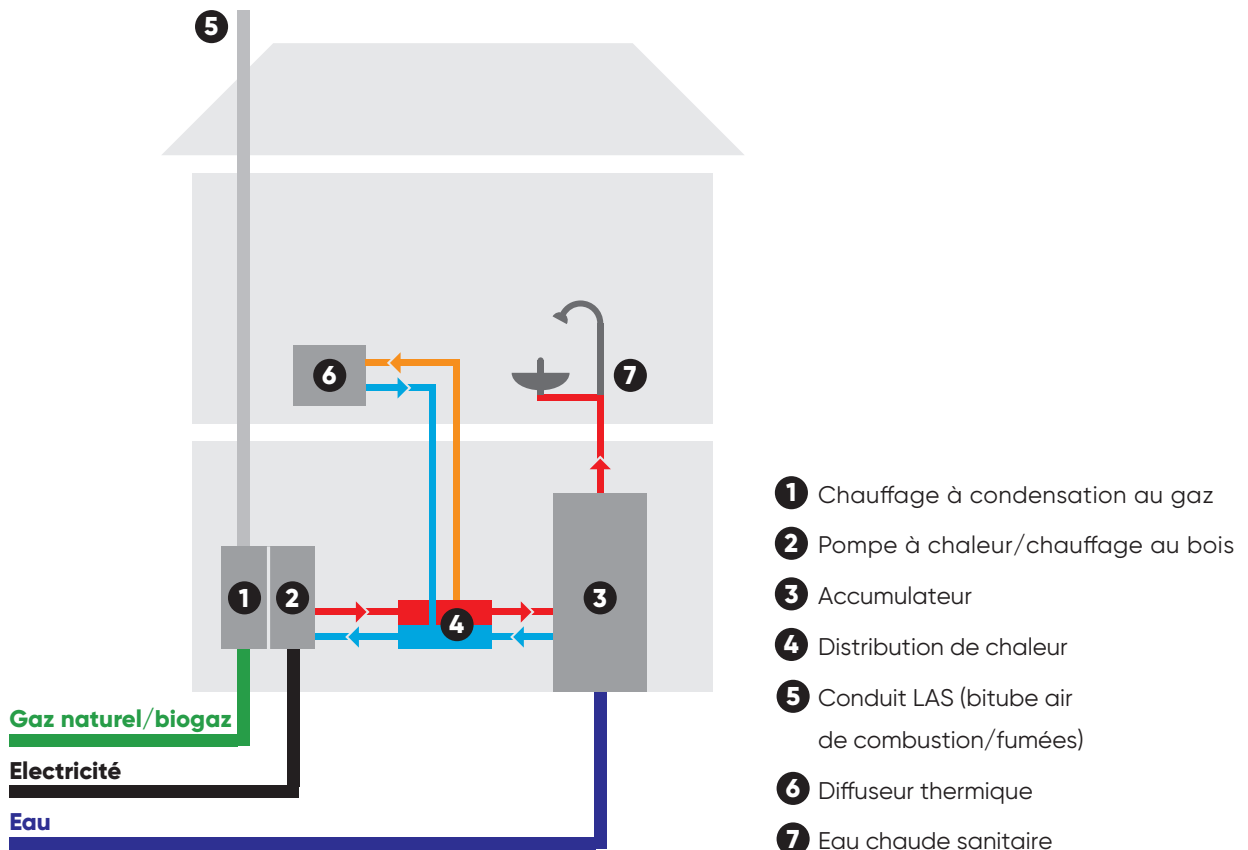 5
6
7
1
2
3
4
Gaz naturel/biogaz
Electricité
Eau
1 Chauffage à condensation au gaz
2 Pompe à chaleur/chauffage au bois
3 Accumulateur
4 Distribution de chaleur
5 Conduit LAS (bitube air
de combustion/fumées)
6 Diffuseur thermique
7 Eau chaude sanitaire